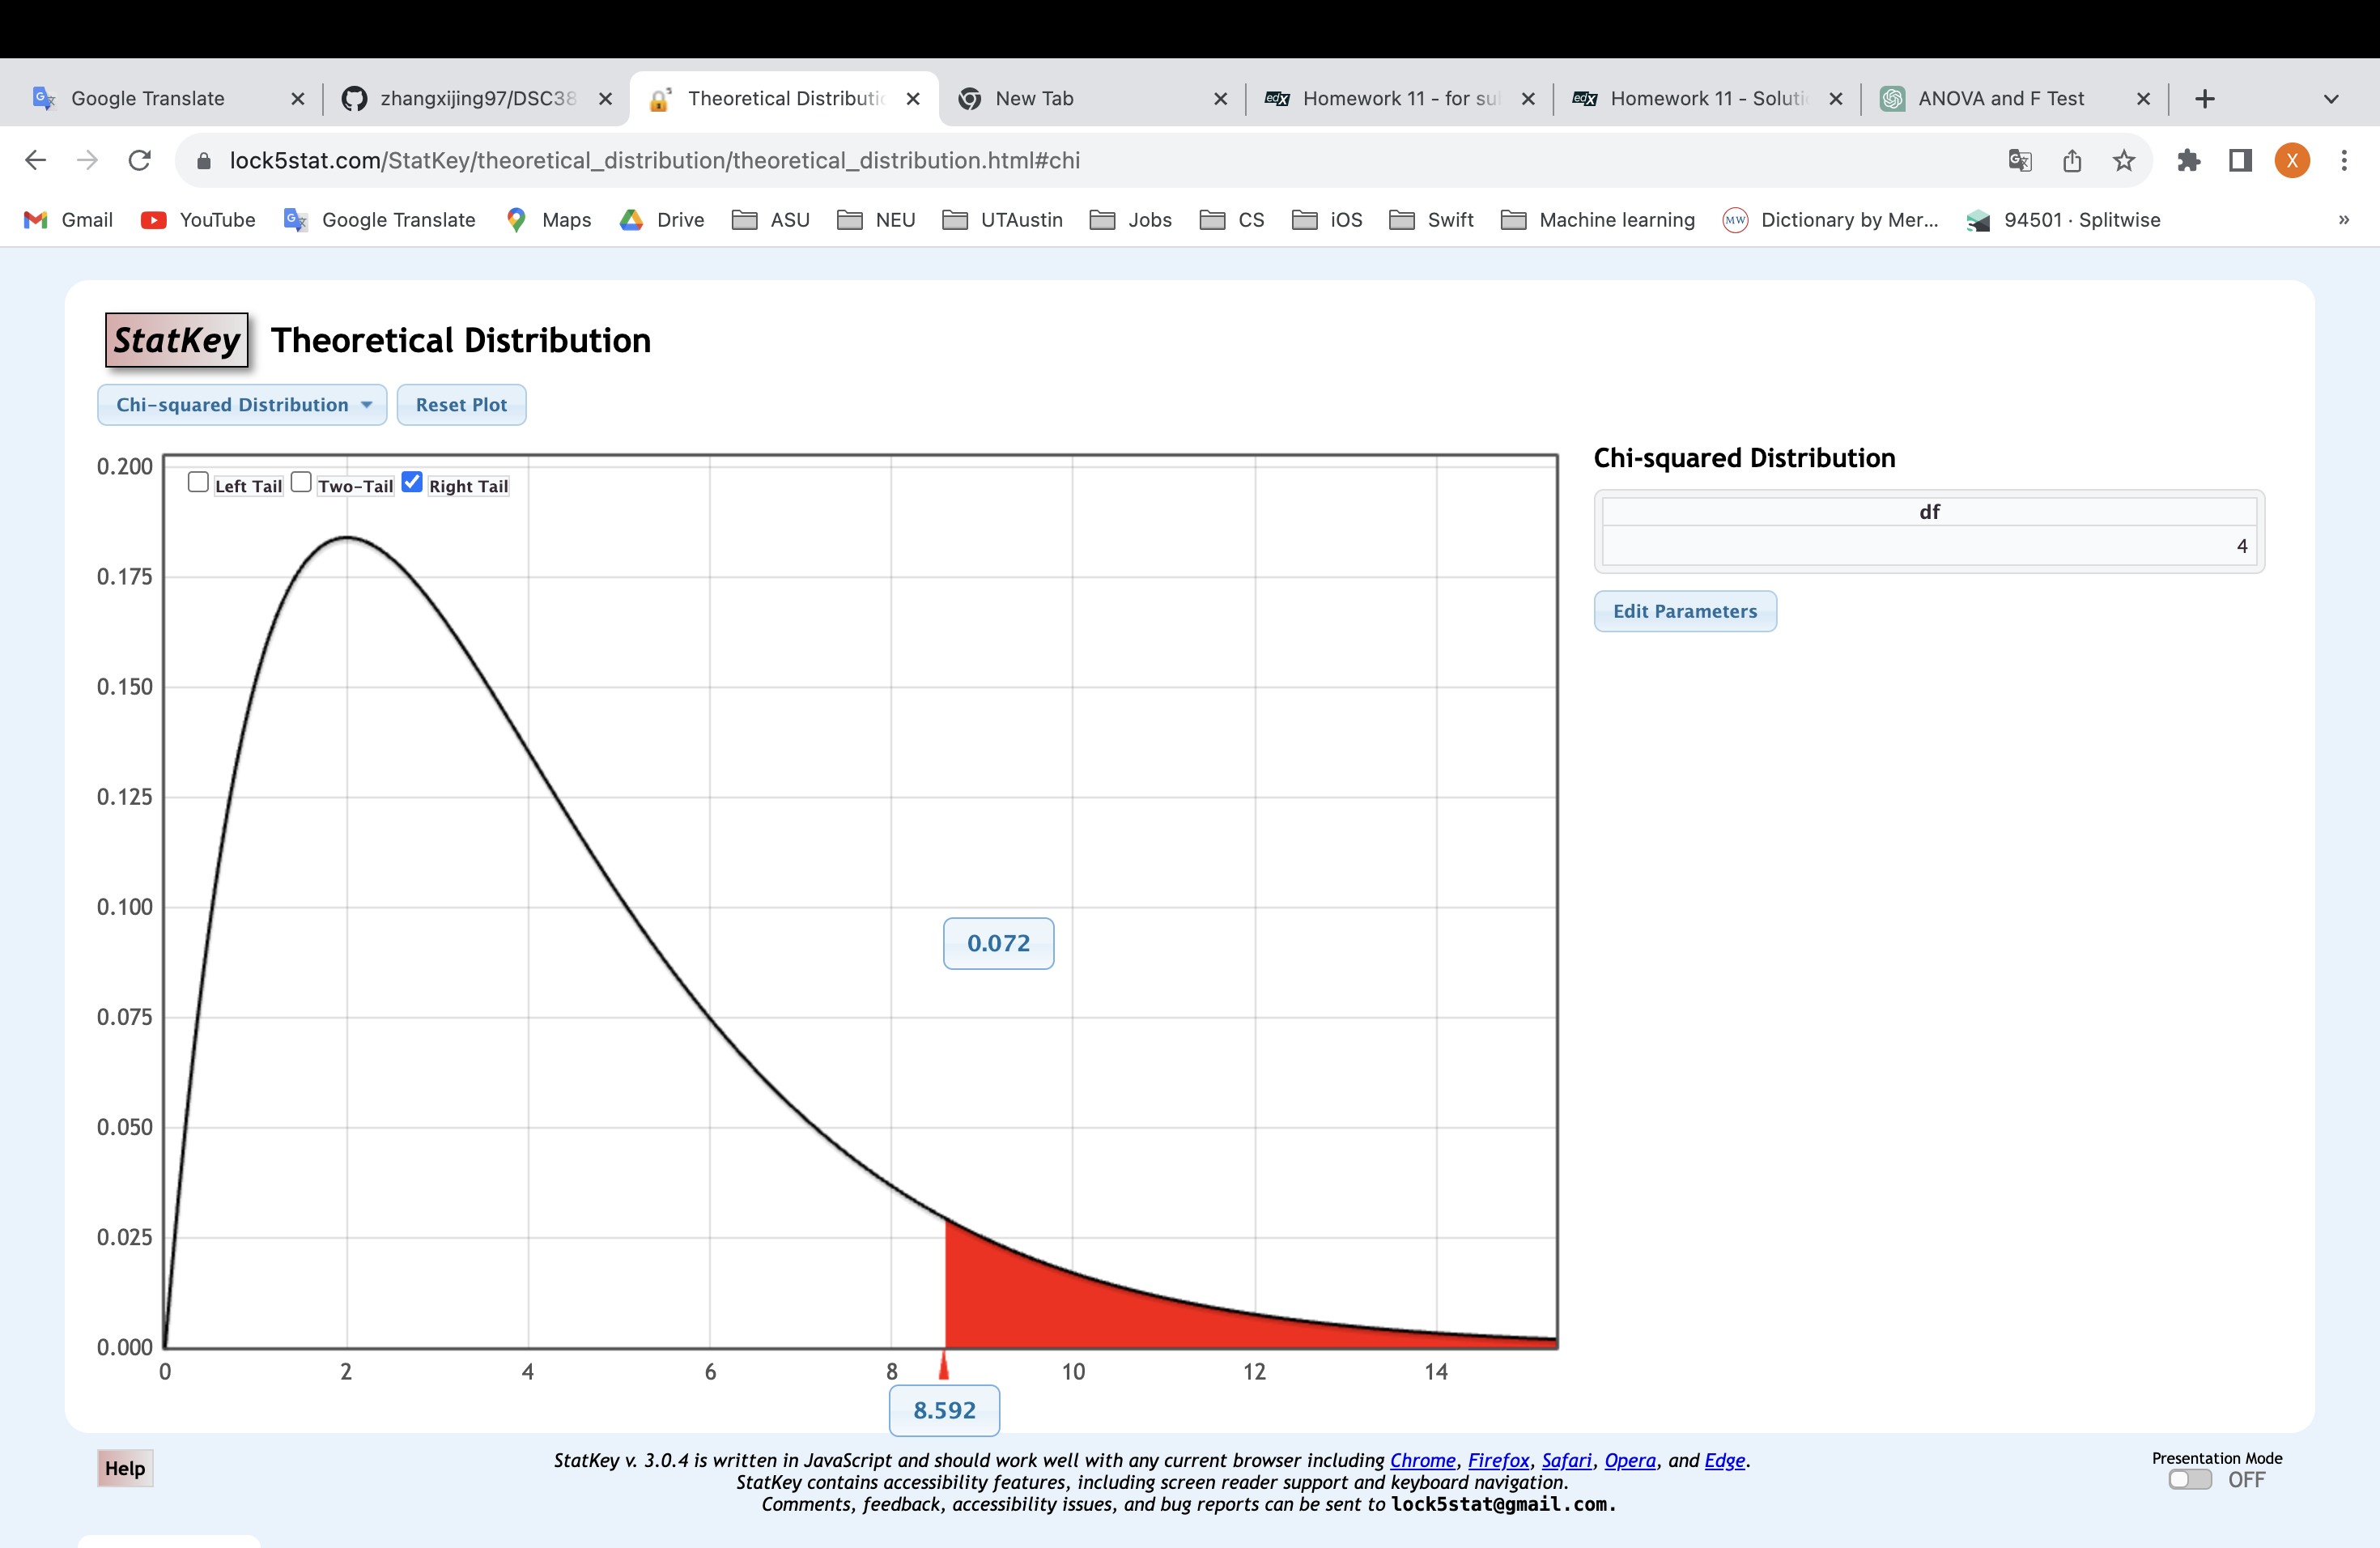 Google Translate
zhangxijing97/DSC38
Theoretical Distributi
New Tab
Homework 11 - for su
Homework 11 - Soluti
ANOVA and F Test
lock5stat.com/StatKey/theoretical_distribution/theoretical_distribution.html#chi
X
Gmail
YouTube
Google Translate
Maps
Drive
ASU
NEU
UTAustin
Jobs
CS
iOS
Swift
Machine learning
MW
Dictionary by Mer...
94501 · Splitwise
»
StatKey
Theoretical Distribution
Chi-squared Distribution
Reset Plot
Left Tail
Two-Tail
Right Tail
0.200
0.175
0.150
0.125
0.100
0.075
0.050
0.025
0.000
0 2 4 6 8 10 12 14
0.072
8.592
Chi-squared Distribution
df
4
Edit Parameters
Help
StatKey v. 3.0.4 is written in JavaScript and should work well with any current browser including Chrome, Firefox, Safari, Opera, and Edge.
StatKey contains accessibility features, including screen reader support and keyboard navigation.
Comments, feedback, accessibility issues, and bug reports can be sent to lock5stat@gmail.com.
Presentation Mode
OFF